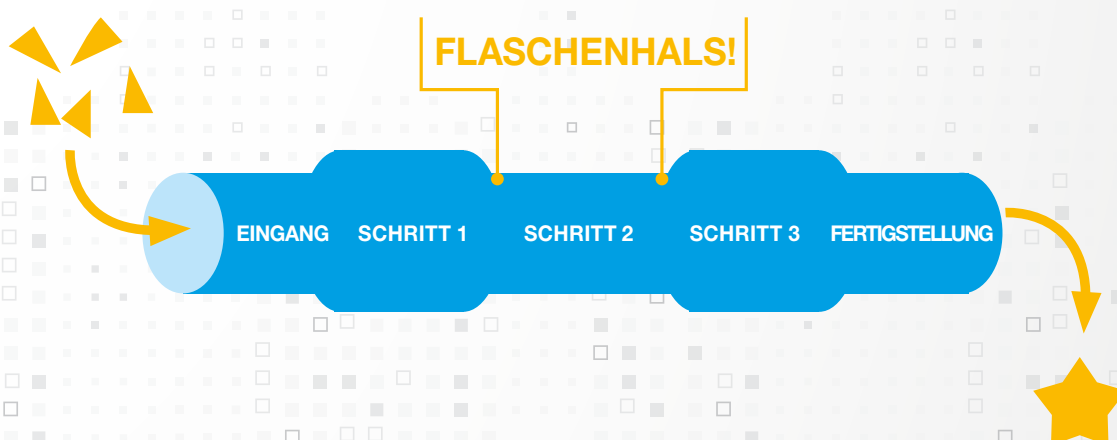 FLASCHENHALS!
EINGANG SCHRITT 1 SCHRITT 2 SCHRITT 3 FERTIGSTELLUNG